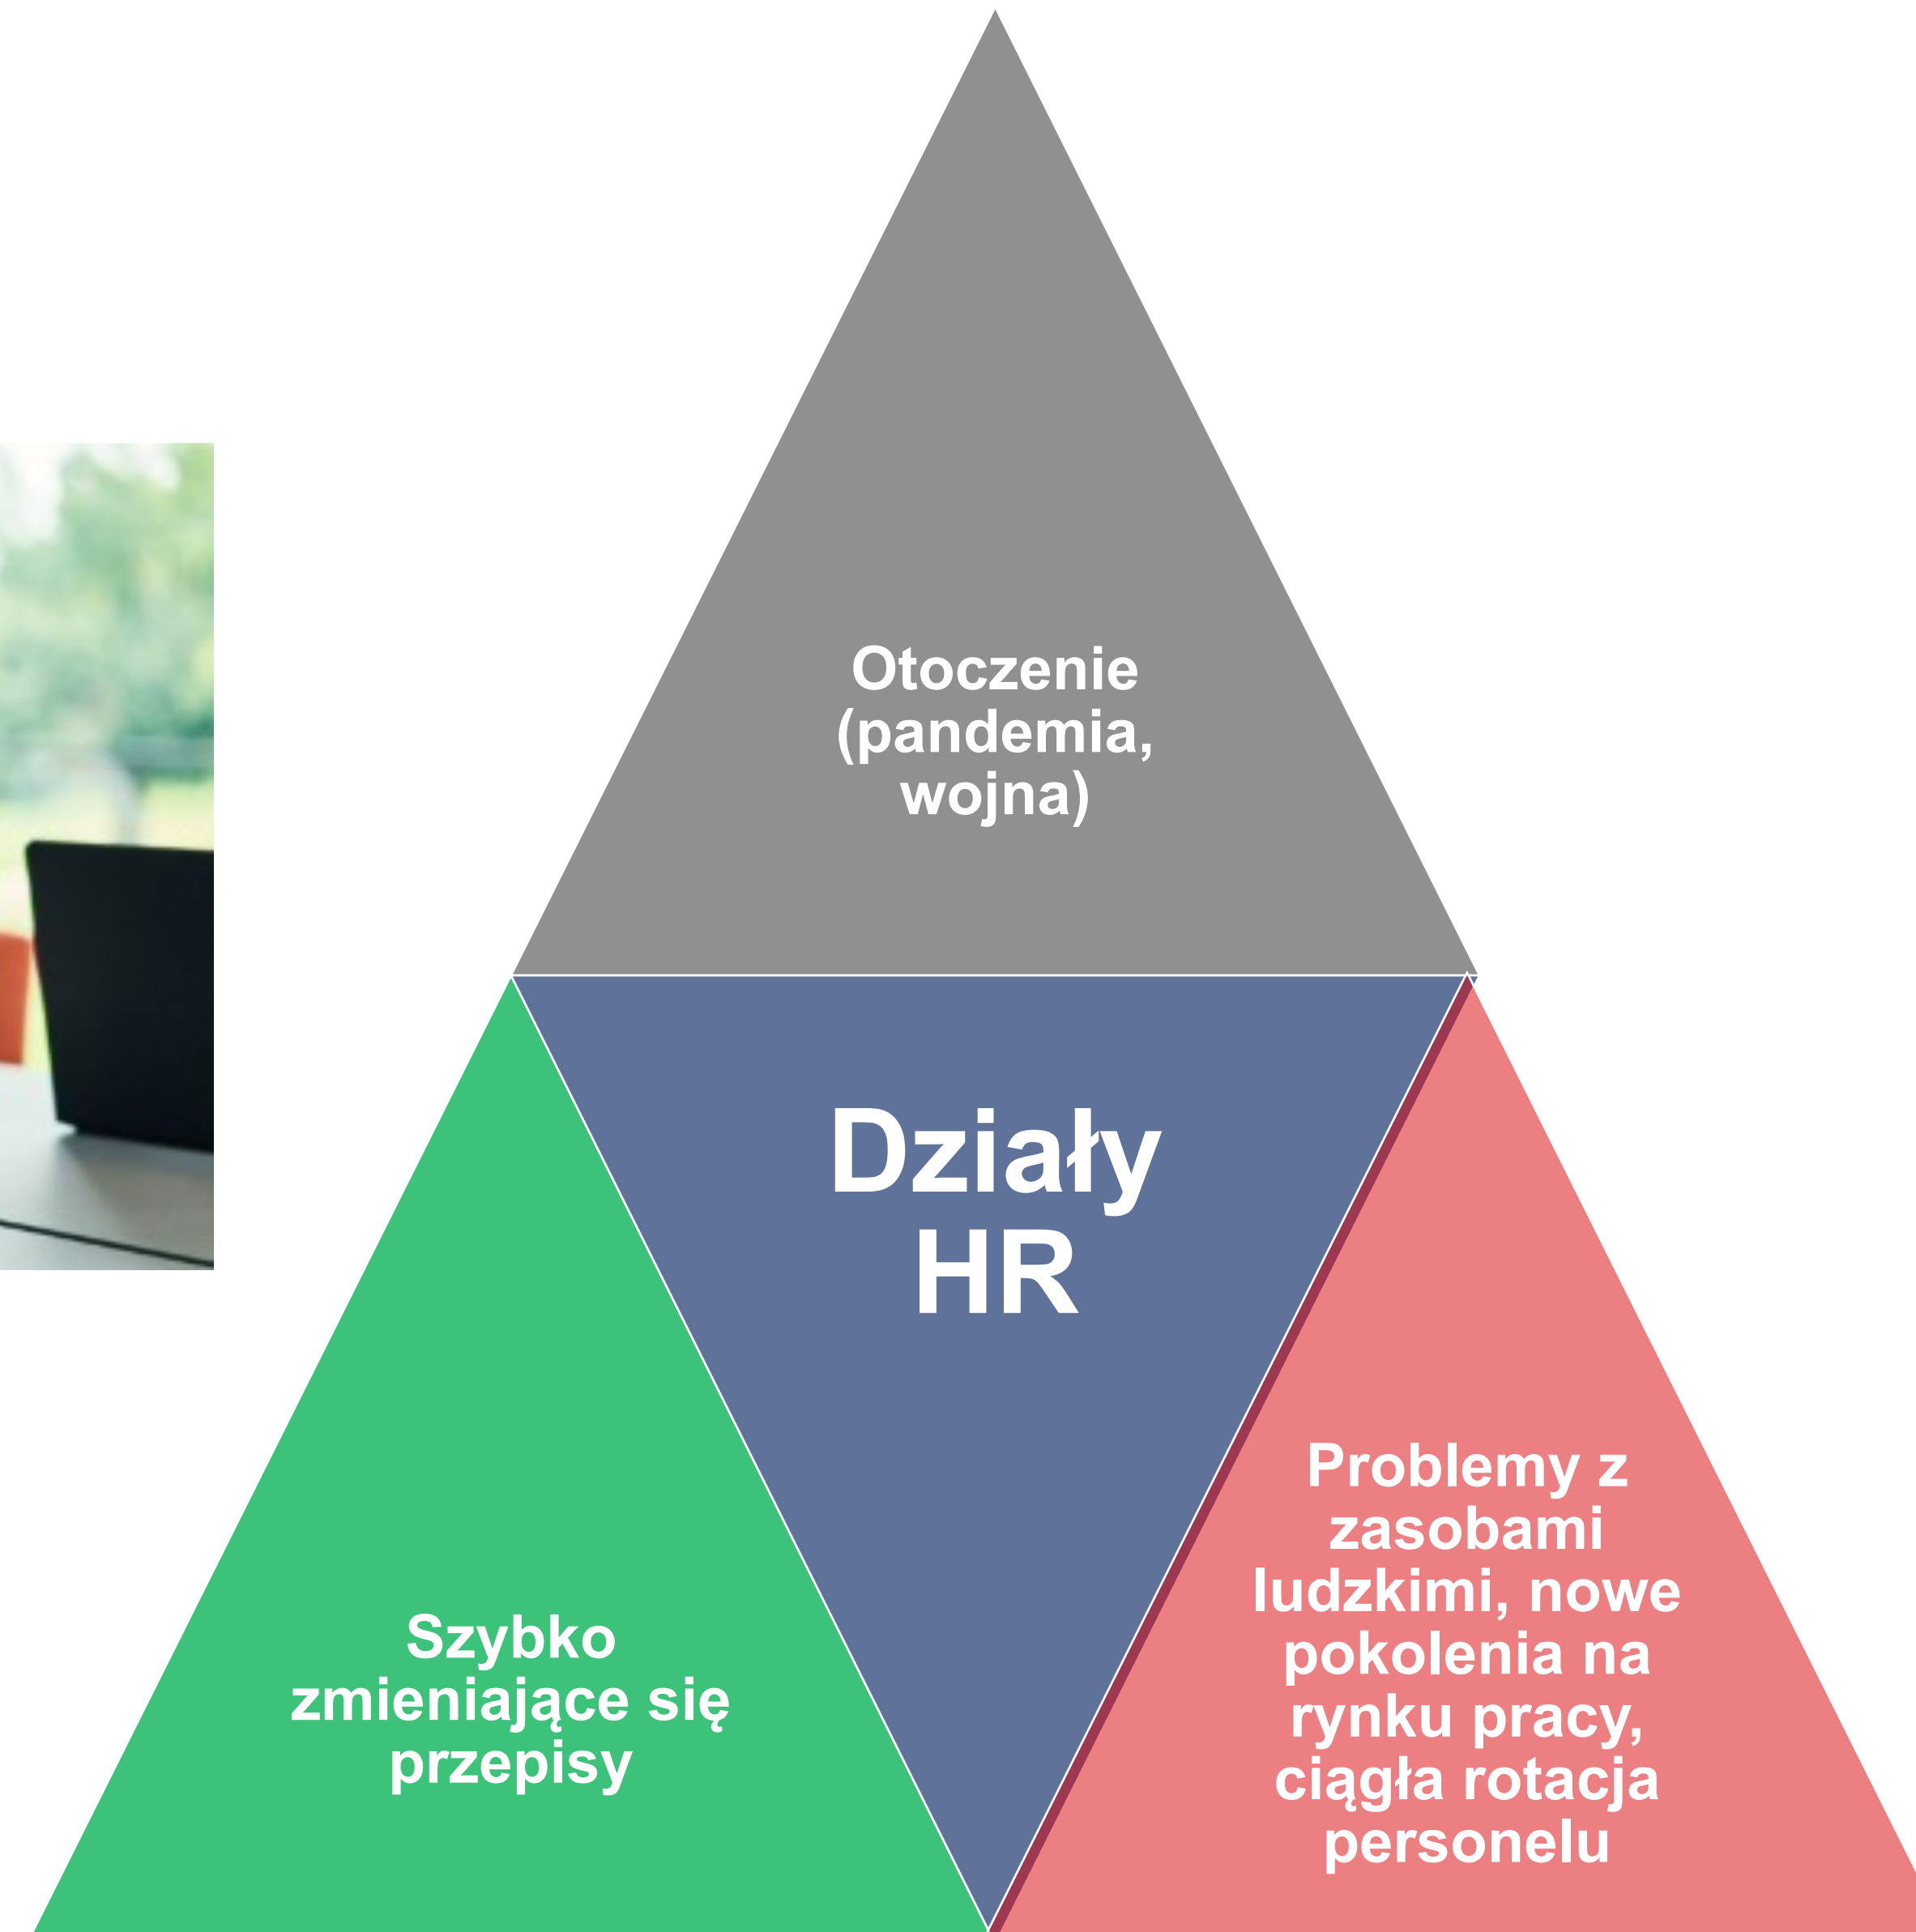 Otoczenie
(pandemia,
wojna)
Działy
HR
Szybko
zmieniające się
przepisy
Problemy z
zasobami
ludzkimi, nowe
pokolenia na
rynku pracy,
ciągła rotacja
personelu